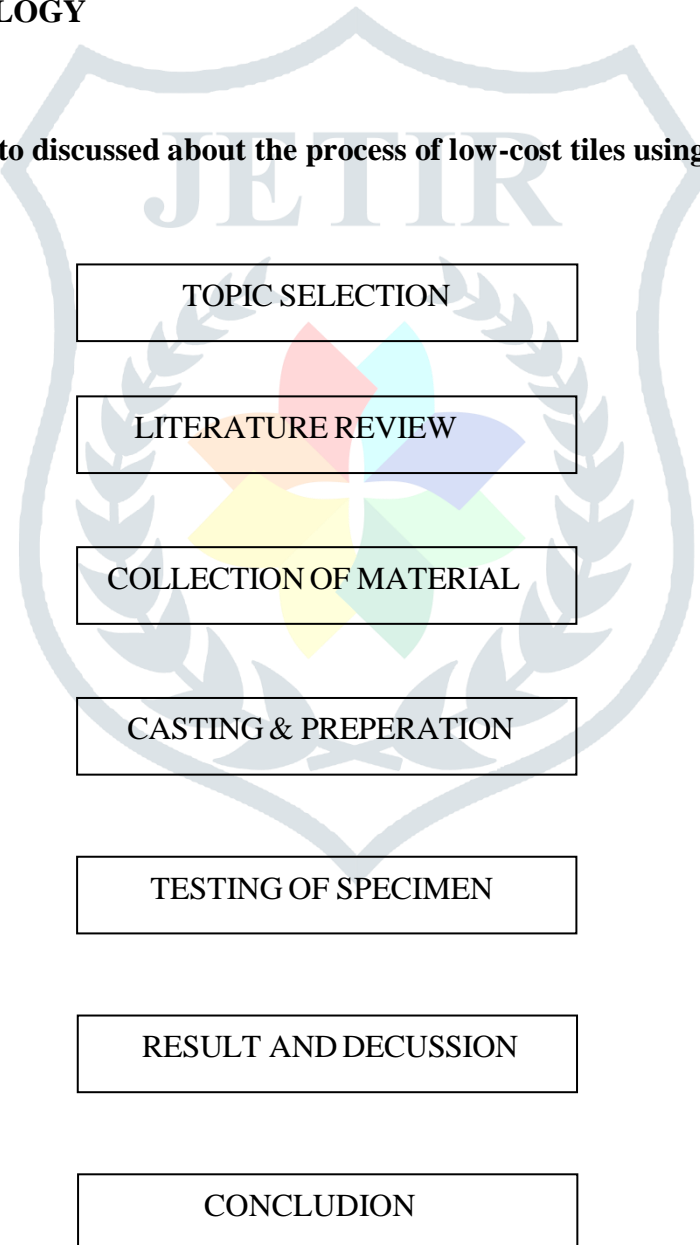 LOGY
to discussed about the process of low-cost tiles using
JETIR
TOPIC SELECTION
LITERATURE REVIEW
COLLECTION OF MATERIAL
CASTING & PREPERATION
TESTING OF SPECIMEN
RESULT AND DECUSSION
CONCLUDION